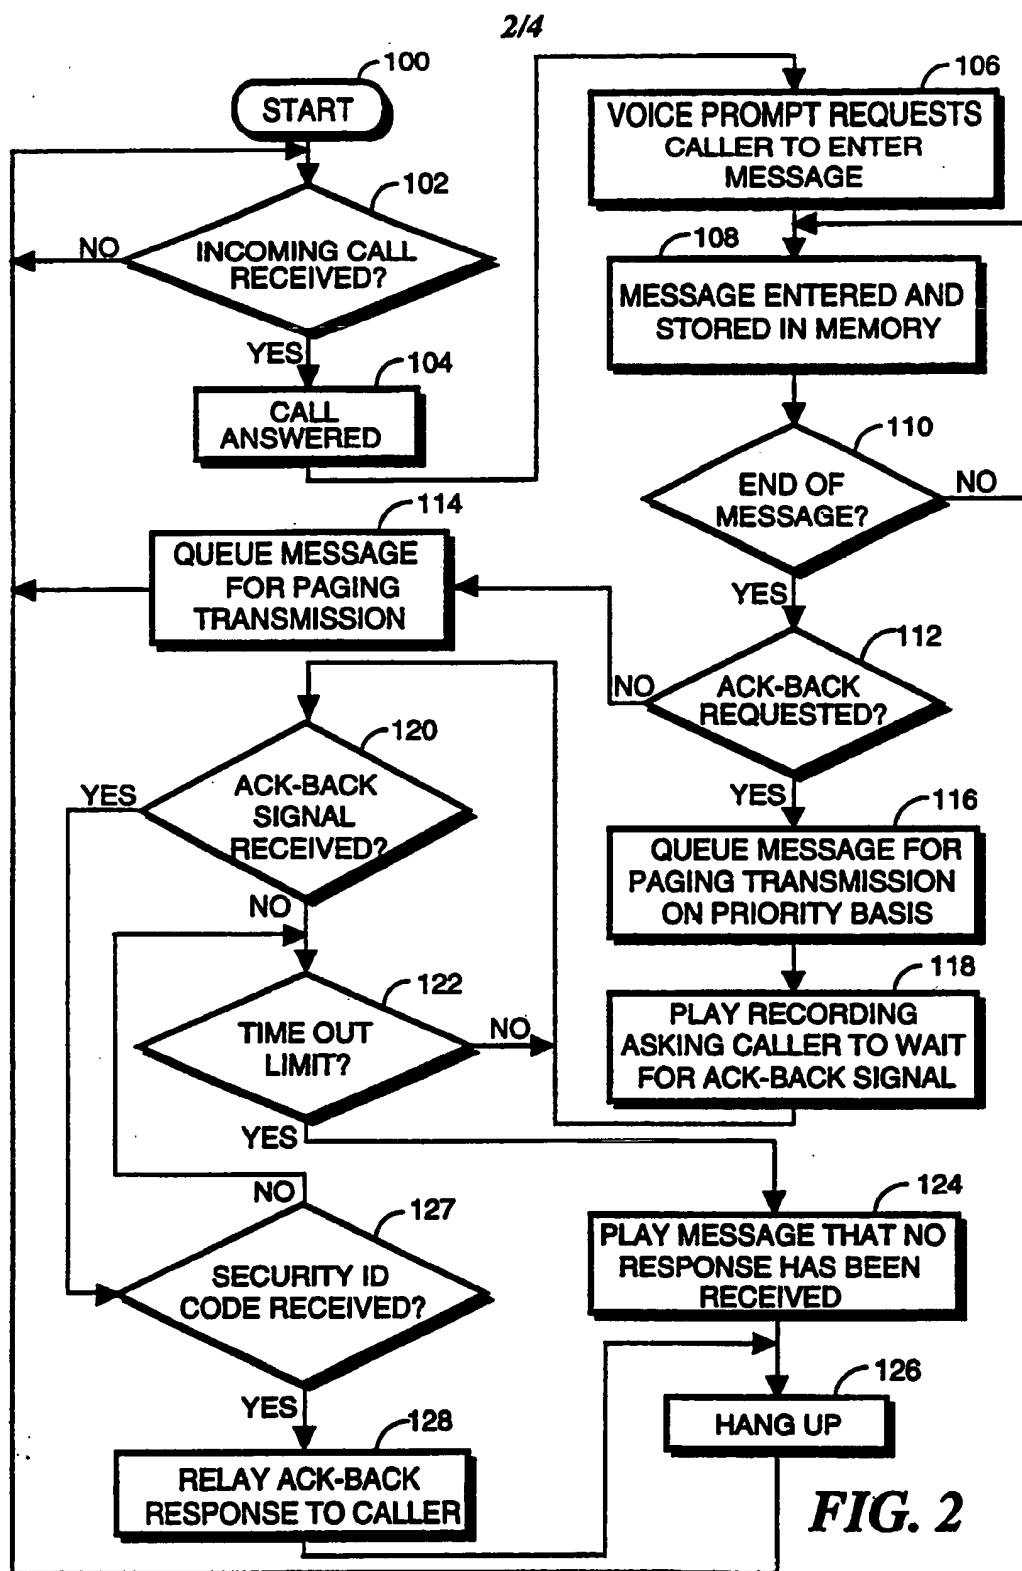 2/4
100
START
102
INCOMING CALL
RECEIVED?
NO
YES
104
CALL
ANSWERED
106
VOICE PROMPT REQUESTS
CALLER TO ENTER
MESSAGE
108
MESSAGE ENTERED AND
STORED IN MEMORY
110
END OF
MESSAGE?
NO
YES
112
ACK-BACK
REQUESTED?
NO
YES
114
QUEUE MESSAGE
FOR PAGING
TRANSMISSION
116
QUEUE MESSAGE FOR
PAGING TRANSMISSION
ON PRIORITY BASIS
118
PLAY RECORDING
ASKING CALLER TO WAIT
FOR ACK-BACK SIGNAL
120
ACK-BACK
SIGNAL
RECEIVED?
YES
NO
122
TIME OUT
LIMIT?
NO
YES
124
PLAY MESSAGE THAT NO
RESPONSE HAS BEEN
RECEIVED
126
HANG UP
NO
127
SECURITY ID
CODE RECEIVED?
YES
128
RELAY ACK-BACK
RESPONSE TO CALLER
FIG. 2